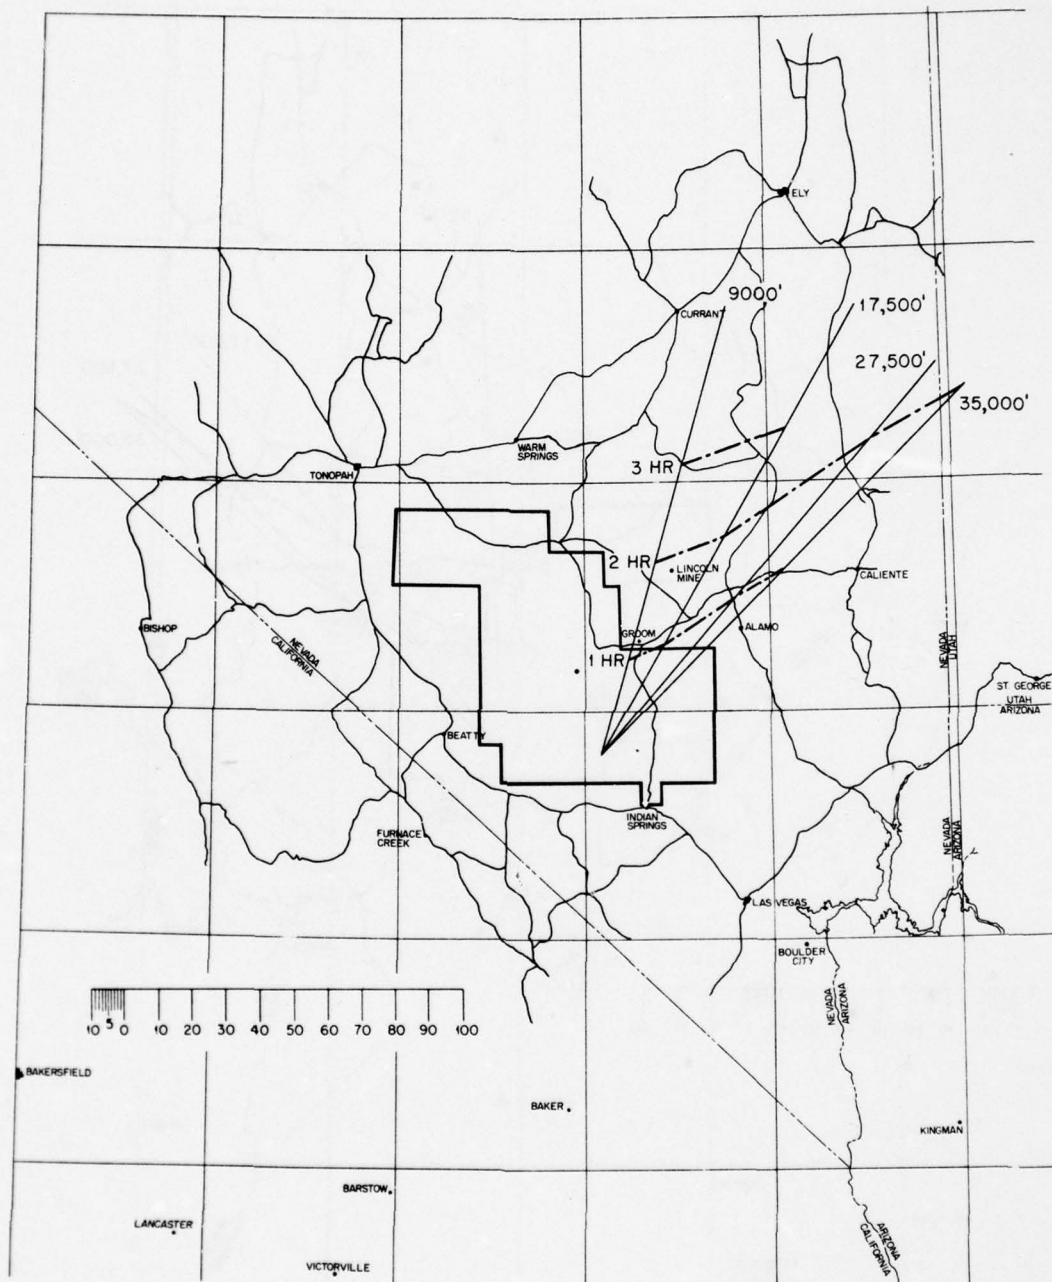 ELY
9000'
17,500'
CURRANT
27,500'
35,000'
WARM
SPRINGS
3 HR
TONOPAH
2 HR
LINCOLN
MINE
CALIENTE
BISHOP
NEVADA
CALIFORNIA
GROOM
ALAMO
1 HR
NEVADA
UTAH
ST. GEORGE
UTAH
ARIZONA
BEATTY
INDIAN
SPRINGS
FURNACE
CREEK
NEVADA
ARIZONA
LAS VEGAS
BOULDER
CITY
NEVADA
ARIZONA
10 5 0 10 20 30 40 50 60 70 80 90 100
BAKERSFIELD
BAKER
KINGMAN
BARSTOW
LANCASTER
ARIZONA
CALIFORNIA
VICTORVILLE